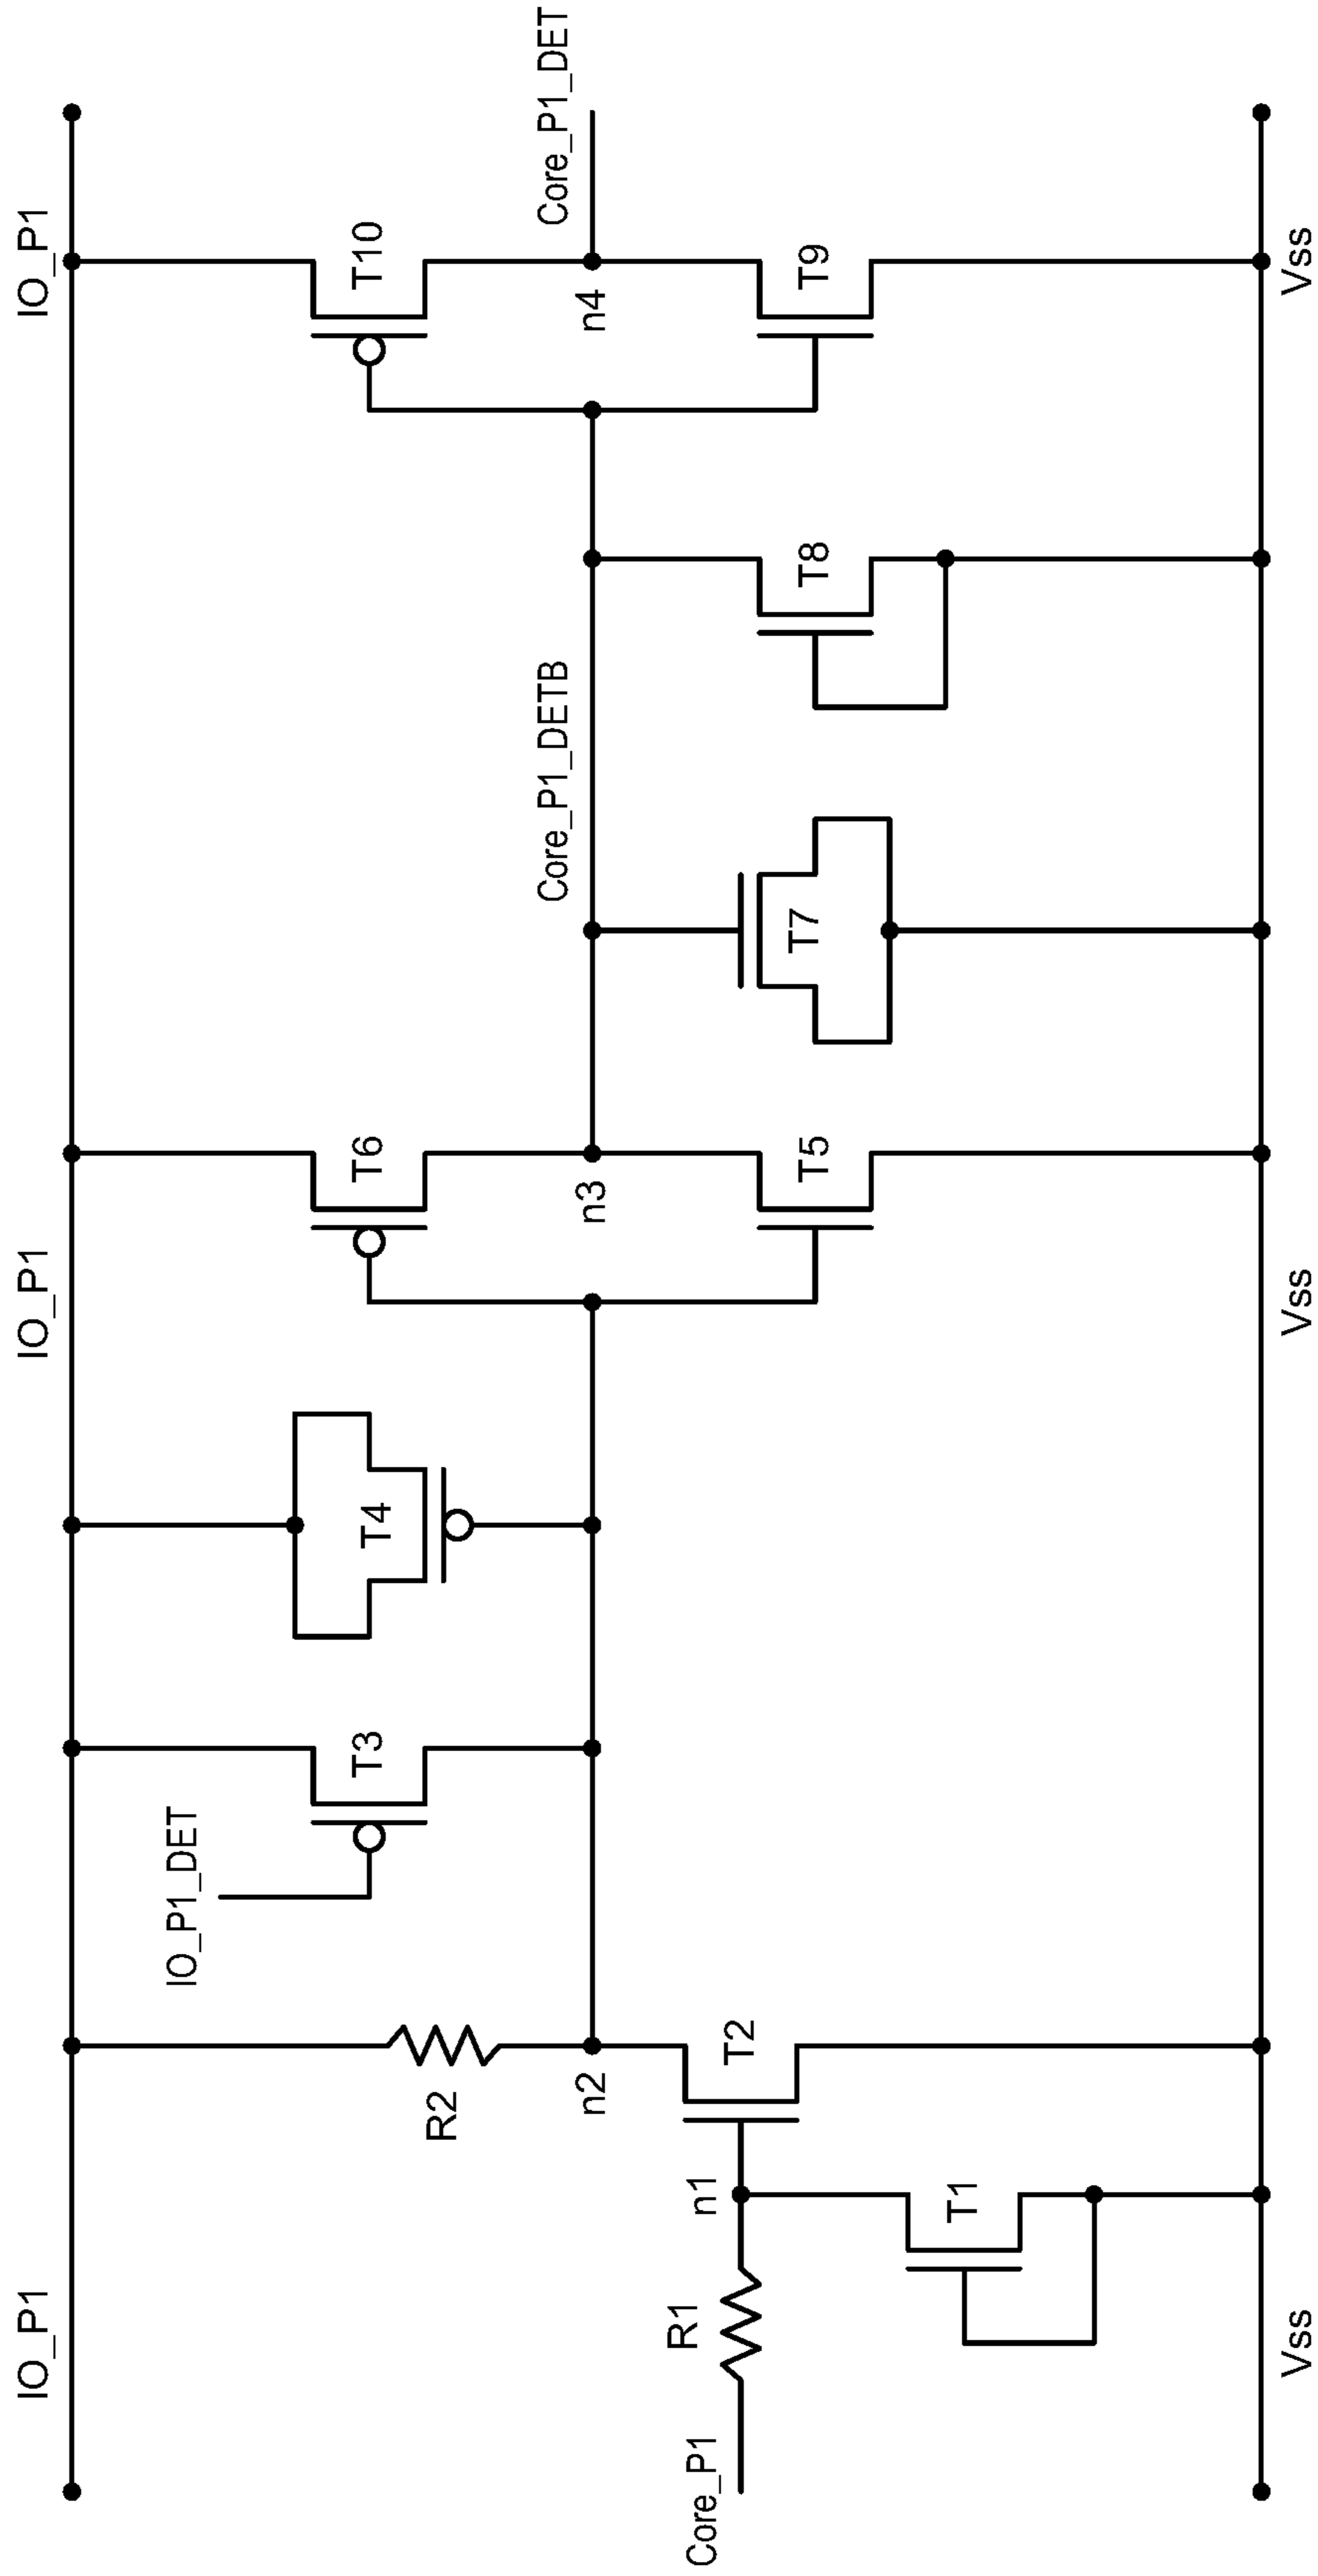 IO_P1
IO_P1
IO_P1
IO_P1_DET
R2
T3
T4
T6
T10
n2
n3
Core_P1_DETB
n4
Core_P1_DET
Core_P1
R1
n1
T2
T1
T5
T7
T8
T9
Vss
Vss
Vss